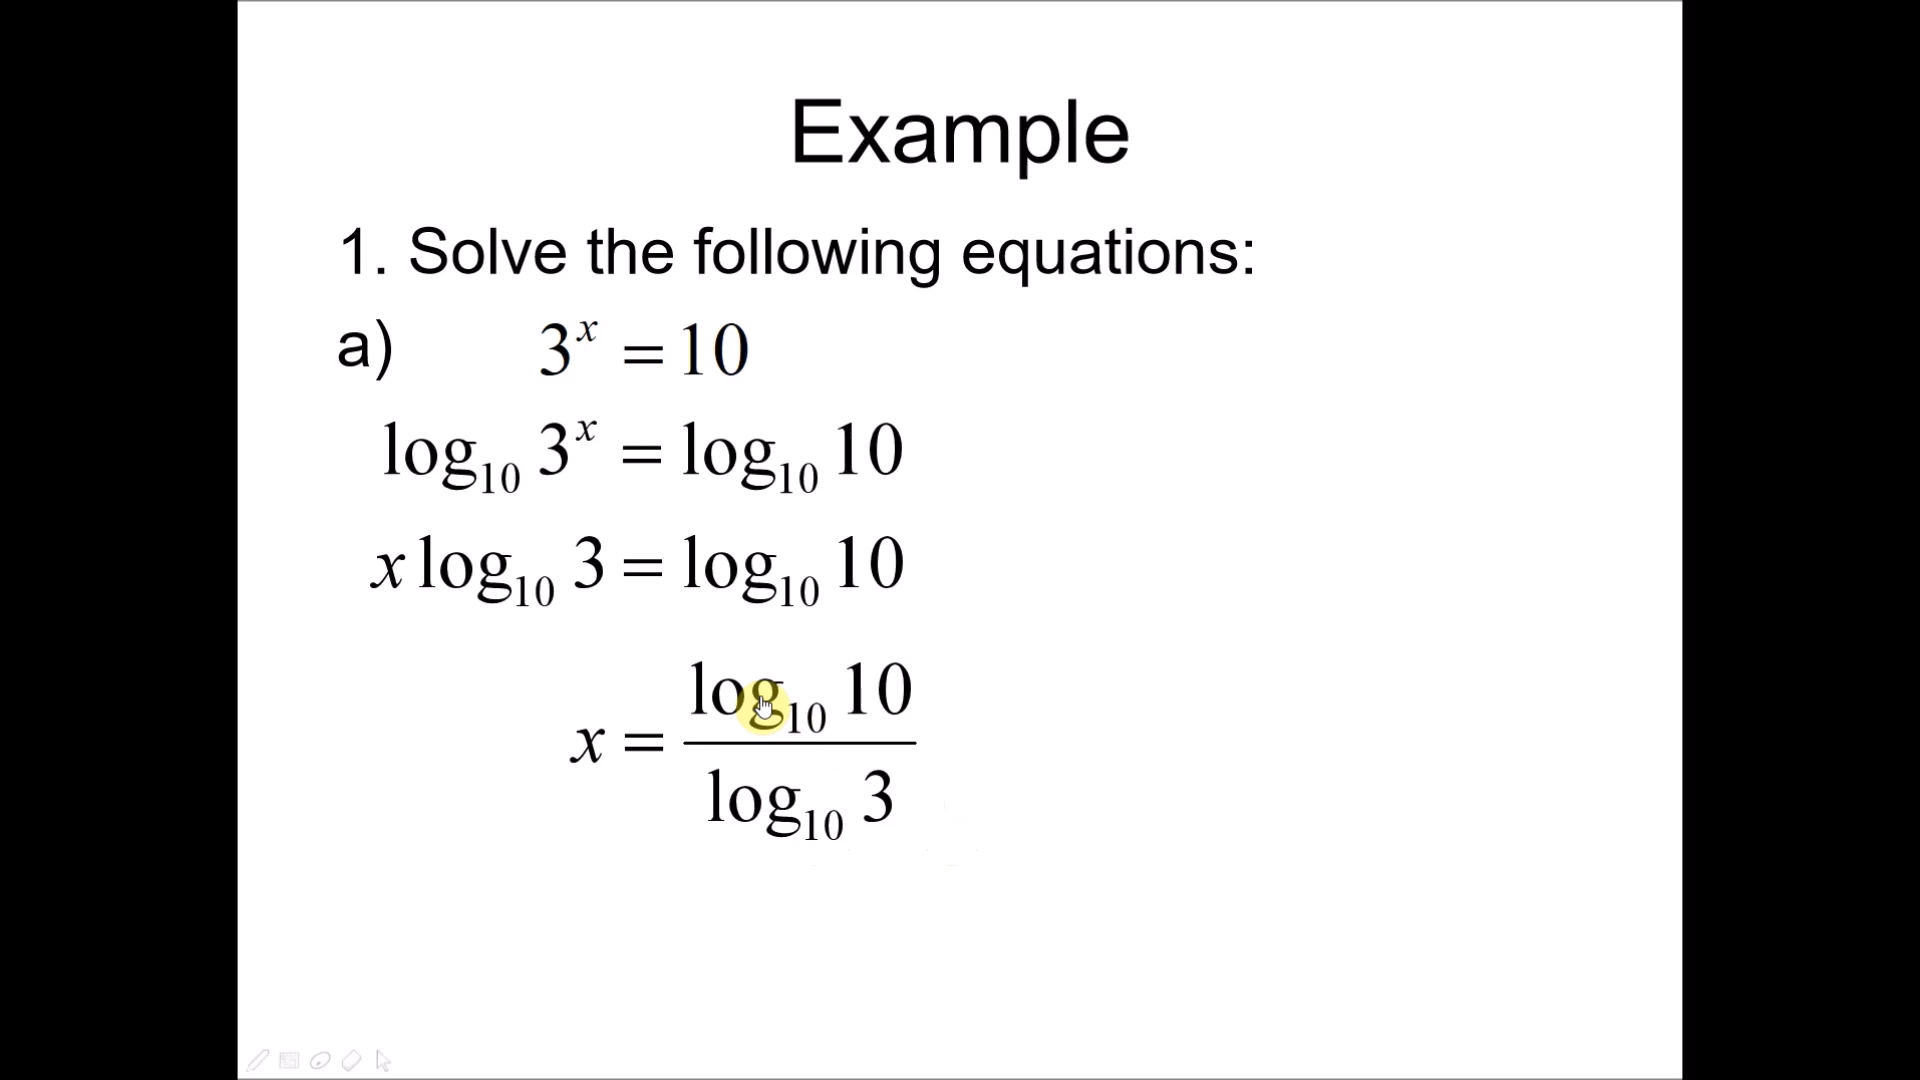 Example
1. Solve the following equations:
a) 3^x = 10
log₁₀ 3^x = log₁₀ 10
x log₁₀ 3 = log₁₀ 10
x = log₁₀ 10 / log₁₀ 3